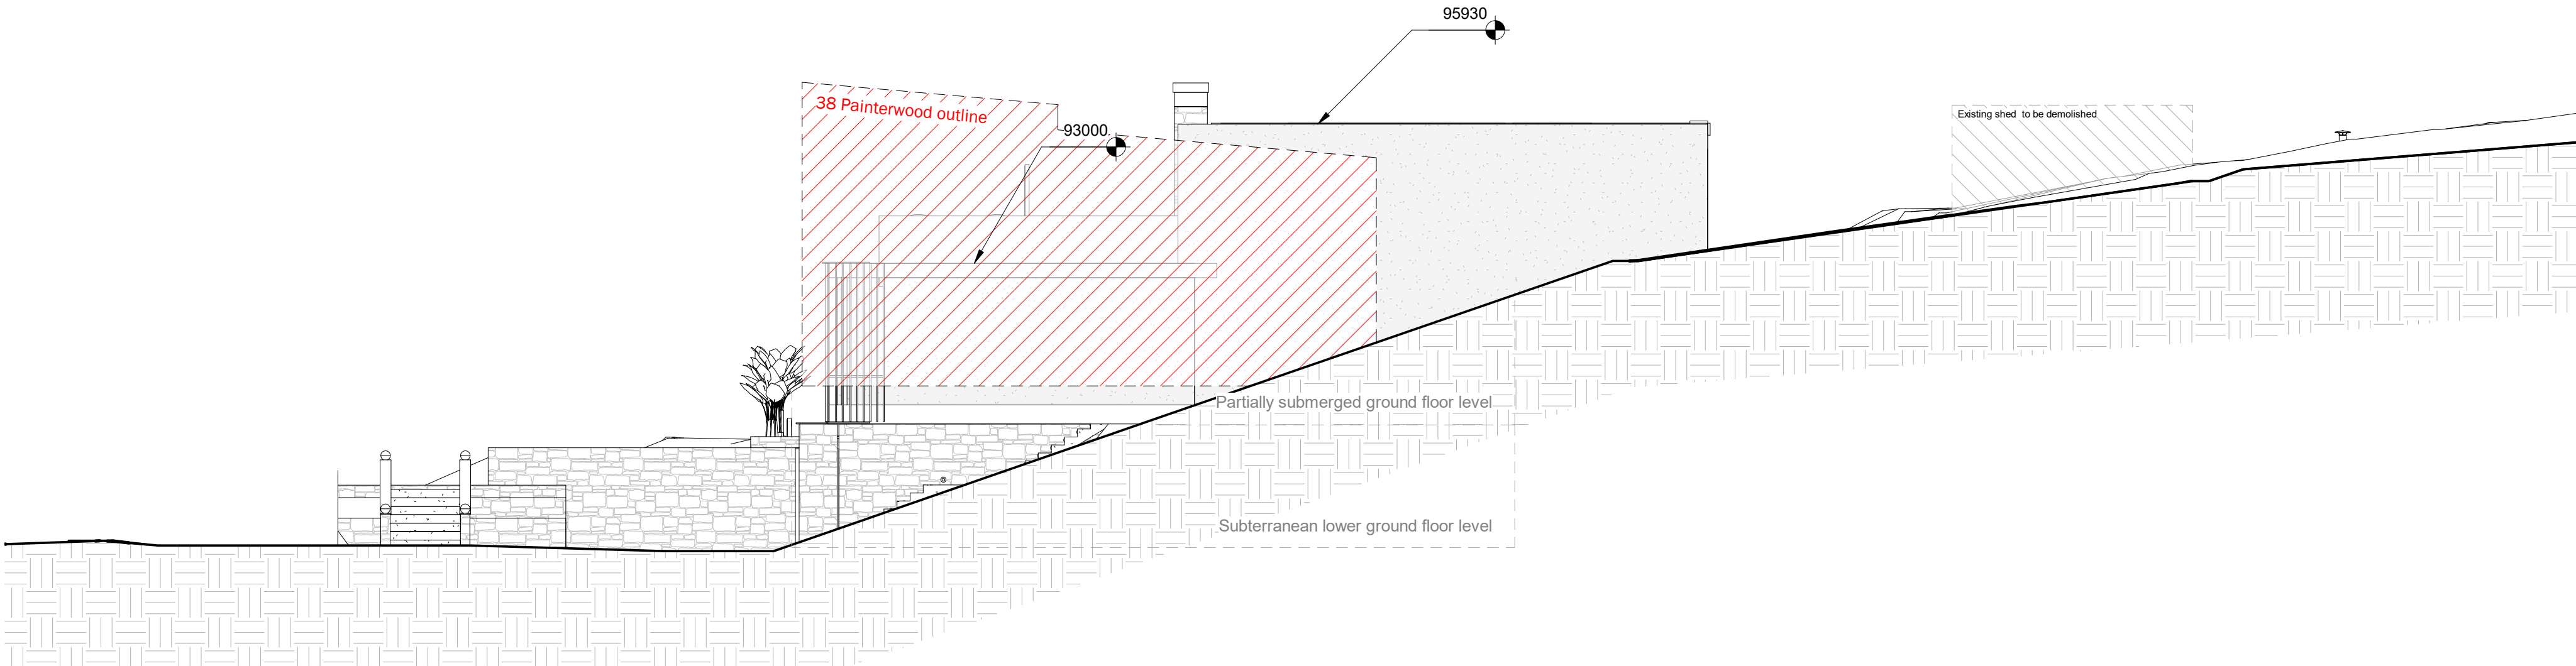 95930
38 Painterwood outline
93000
Existing shed to be demolished
Partially submerged ground floor level
Subterranean lower ground floor level